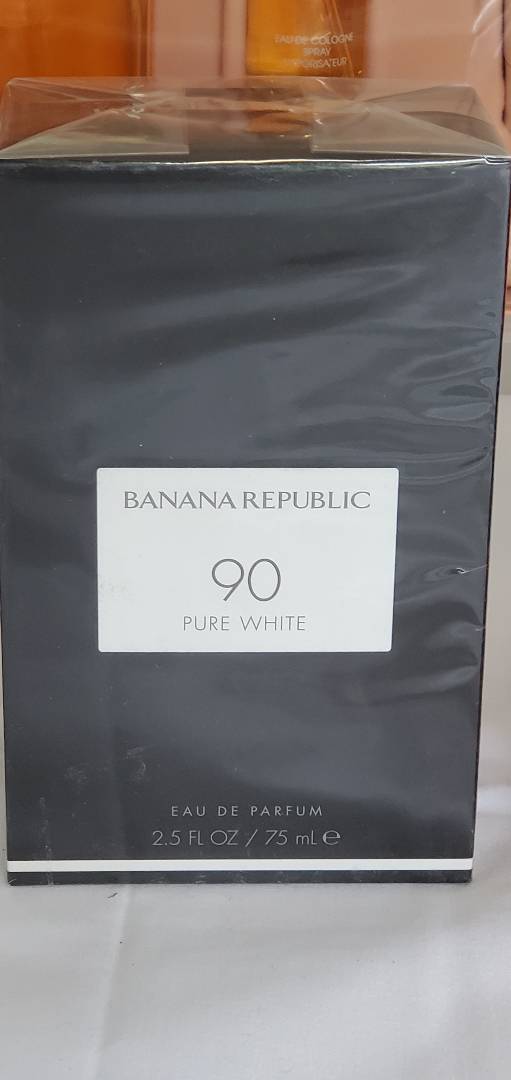 EAU DE COLOGNE
SPRAY
VAPORISATEUR
BANANA REPUBLIC
90
PURE WHITE
EAU DE PARFUM
2.5 FL OZ / 75 mL ℮